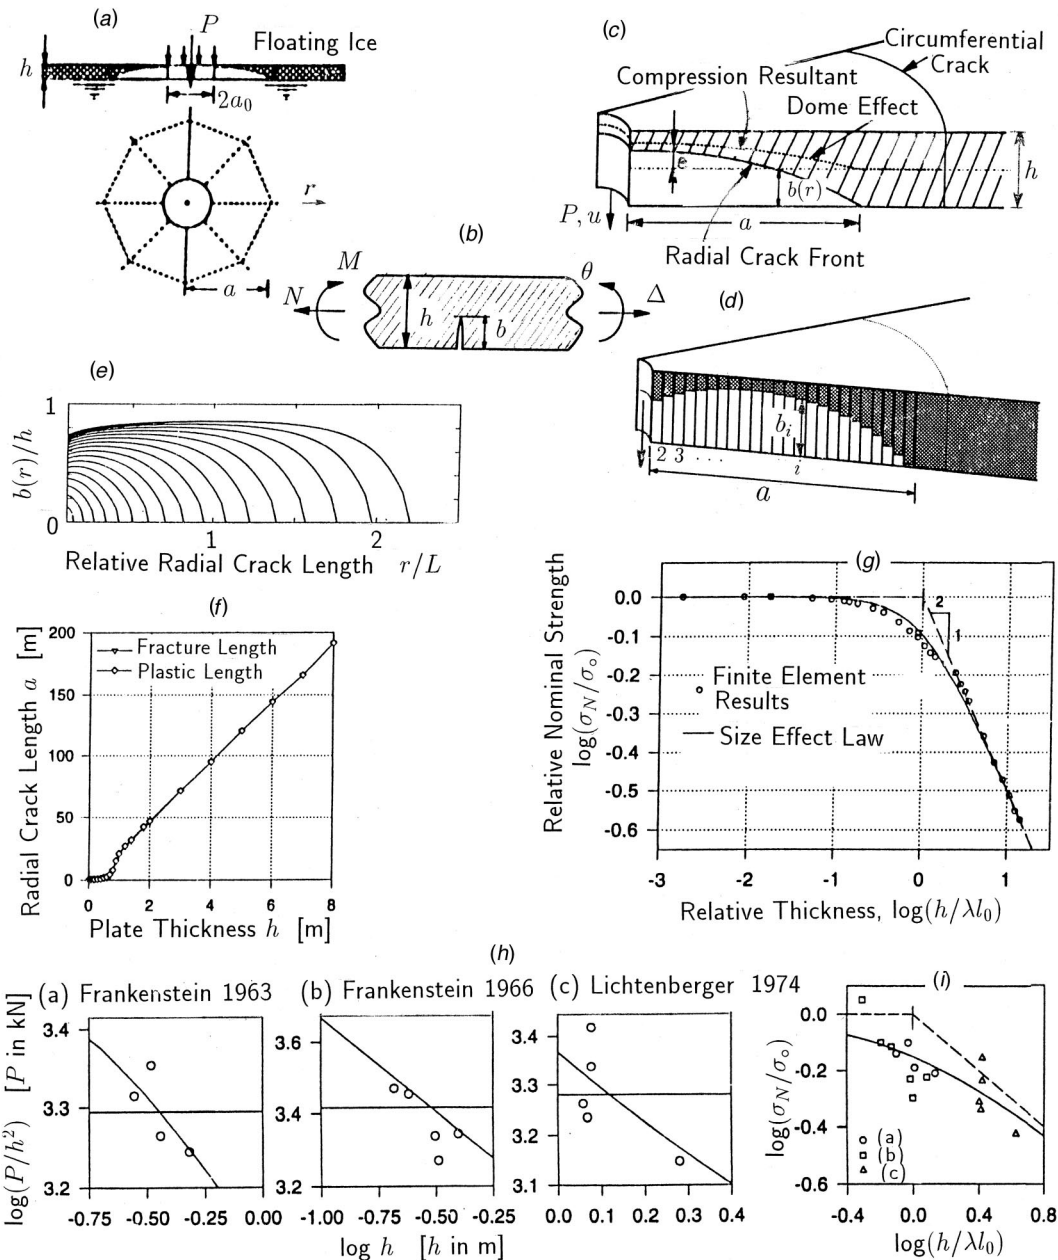 (a)
P
Floating Ice
h
2a₀
r
a
(b)
M
N
h
b
θ
Δ
(c)
Circumferential
Crack
Compression Resultant
Dome Effect
e
b(r)
h
P, u
a
Radial Crack Front
(d)
b_i
2 3 . . . i
a
(e)
1
b(r)/h
0
1 2
Relative Radial Crack Length r/L
(f)
200
150
100
50
0
Radial Crack Length a [m]
Fracture Length
Plastic Length
0 2 4 6 8
Plate Thickness h [m]
(g)
Relative Nominal Strength
log(σ_N/σ₀)
0.0
-0.1
-0.2
-0.3
-0.4
-0.5
-0.6
2
1
Finite Element
Results
Size Effect Law
-3 -2 -1 0 1
Relative Thickness, log(h/λl₀)
(h)
log(P/h²) [P in kN]
(a) Frankenstein 1963
3.4
3.3
3.2
-0.75 -0.50 -0.25 0.00
(b) Frankenstein 1966
3.6
3.4
3.2
-1.00 -0.75 -0.50 -0.25
(c) Lichtenberger 1974
3.4
3.3
3.2
3.1
0.0 0.1 0.2 0.3 0.4
log h [h in m]
(i)
log(σ_N/σ₀)
0.0
-0.2
-0.4
-0.6
(a)
(b)
(c)
-0.4 0.0 0.4 0.8
log(h/λl₀)